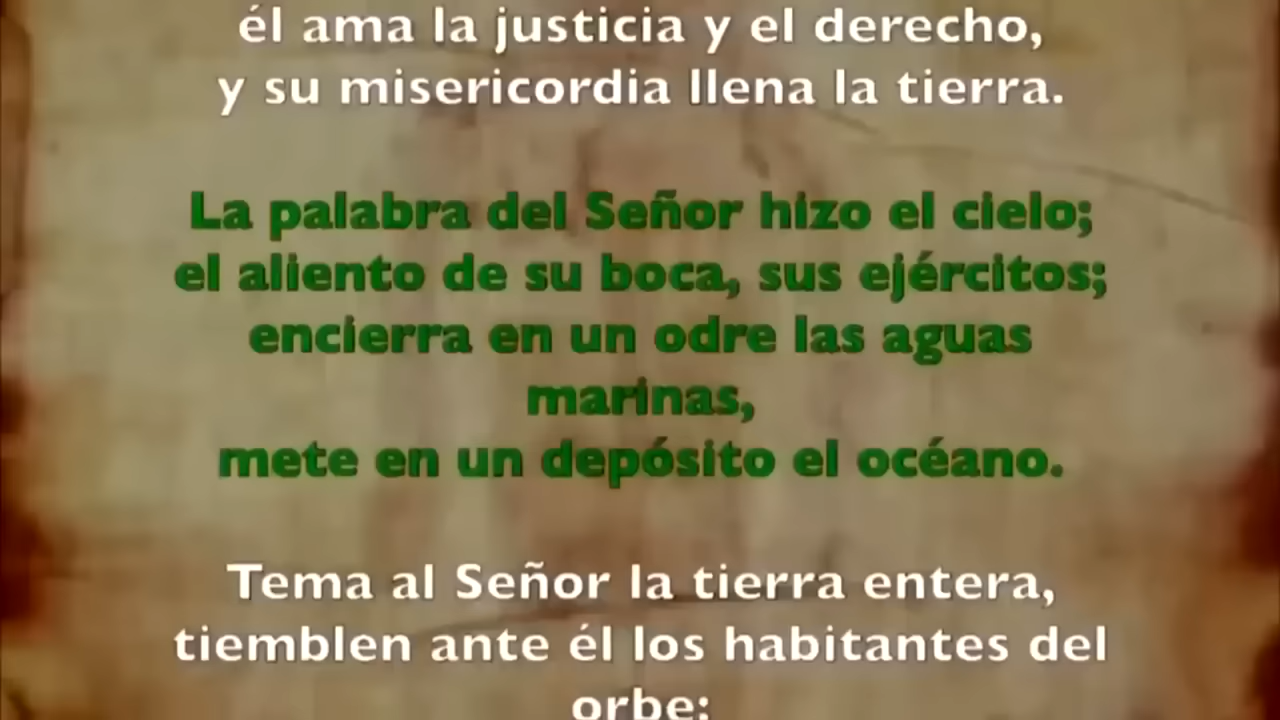 él ama la justicia y el derecho,
y su misericordia llena la tierra.
La palabra del Señor hizo el cielo;
el aliento de su boca, sus ejércitos;
encierra en un odre las aguas
marinas,
mete en un depósito el océano.
Tema al Señor la tierra entera,
tiemblen ante él los habitantes del
orbe: